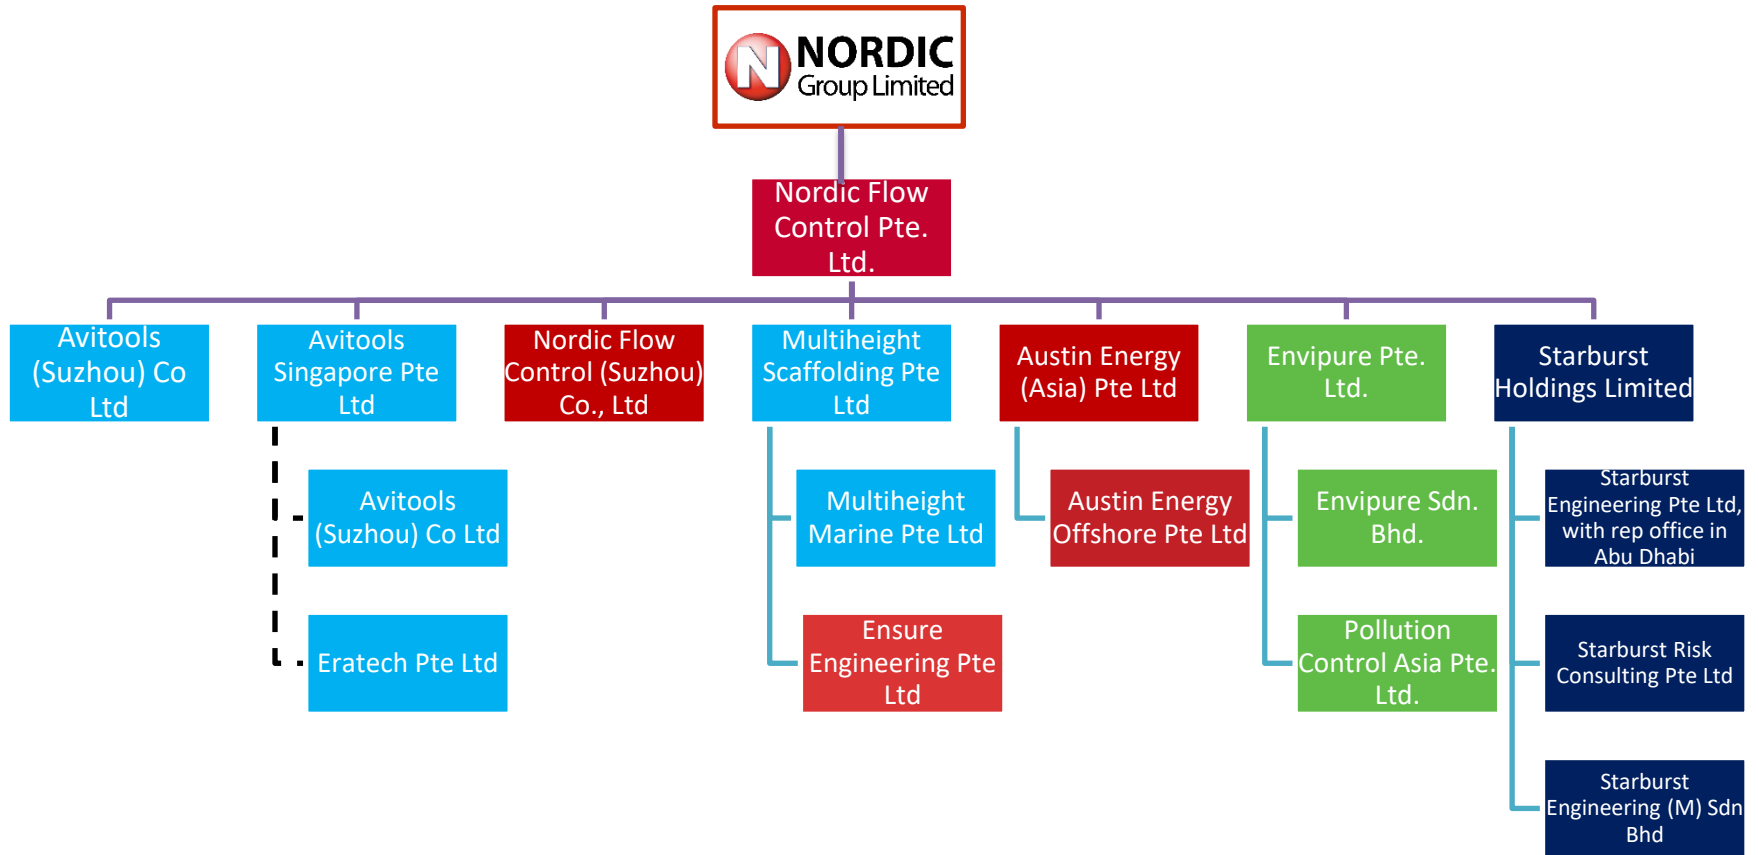 N NORDIC
Group Limited
Nordic Flow
Control Pte.
Ltd.
Avitools
(Suzhou) Co
Ltd
Avitools
Singapore Pte
Ltd
Nordic Flow
Control (Suzhou)
Co., Ltd
Multiheight
Scaffolding Pte
Ltd
Austin Energy
(Asia) Pte Ltd
Envipure Pte.
Ltd.
Starburst
Holdings Limited
Avitools
(Suzhou) Co Ltd
Multiheight
Marine Pte Ltd
Austin Energy
Offshore Pte Ltd
Envipure Sdn.
Bhd.
Starburst
Engineering Pte Ltd,
with rep office in
Abu Dhabi
Eratech Pte Ltd
Ensure
Engineering Pte
Ltd
Pollution
Control Asia Pte.
Ltd.
Starburst Risk
Consulting Pte Ltd
Starburst
Engineering (M) Sdn
Bhd